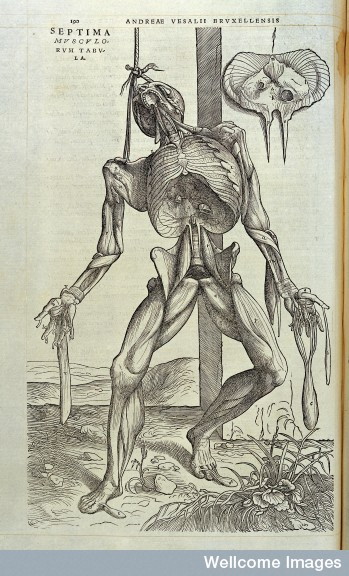 190
ANDREAE VESALII BRVXELLENSIS
SEPTIMA
MVSCVLO-
RVM TABV-
LA.
Wellcome Images